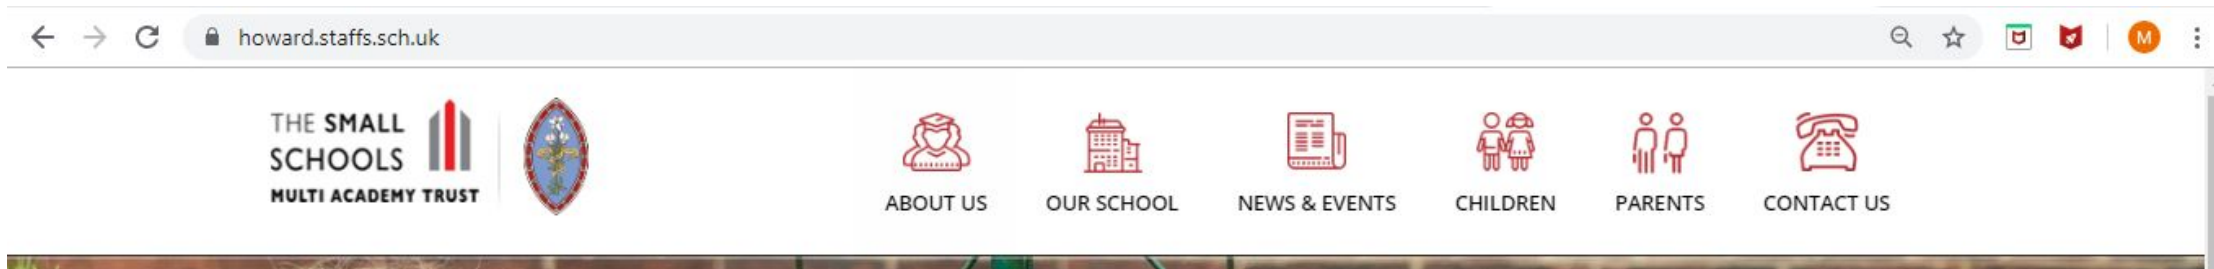 howard.staffs.sch.uk
M
THE SMALL
SCHOOLS
MULTI ACADEMY TRUST
ABOUT US
OUR SCHOOL
NEWS & EVENTS
CHILDREN
PARENTS
CONTACT US